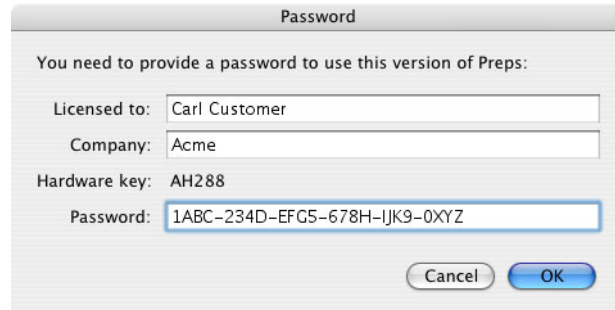 Password
You need to provide a password to use this version of Preps:
Licensed to: Carl Customer
Company: Acme
Hardware key: AH288
Password: 1ABC-234D-EFG5-678H-IJK9-0XYZ
Cancel OK